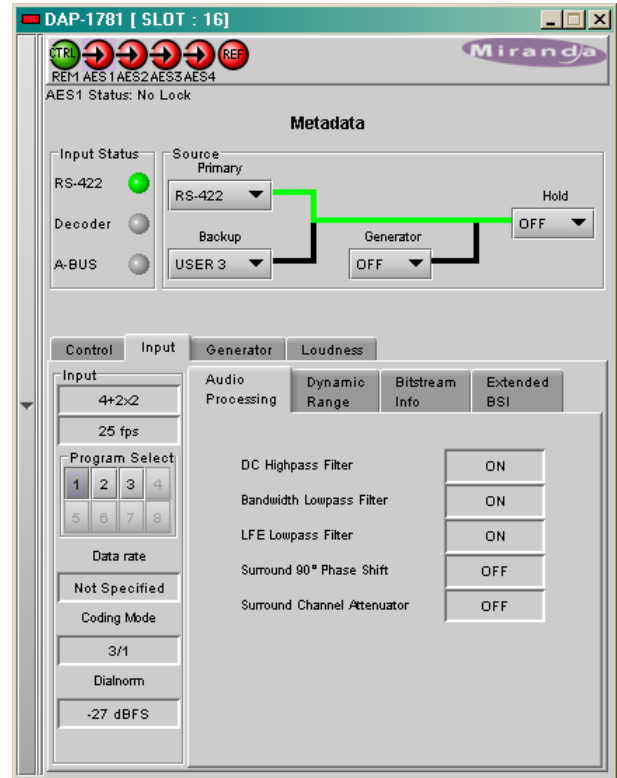 DAP-1781 [ SLOT : 16]
CTRL REF Miranda
REM AES1 AES2 AES3 AES4
AES1 Status: No Lock
Metadata
Input Status
RS-422
Decoder
A-BUS
Source
Primary
RS-422
Backup
USER 3
Generator
OFF
Hold
OFF
Control Input Generator Loudness
Input
4+2x2
25 fps
Program Select
1 2 3 4
5 6 7 8
Data rate
Not Specified
Coding Mode
3/1
Dialnorm
-27 dBFS
Audio Processing Dynamic Range Bitstream Info Extended BSI
DC Highpass Filter ON
Bandwidth Lowpass Filter ON
LFE Lowpass Filter ON
Surround 90° Phase Shift OFF
Surround Channel Attenuator OFF